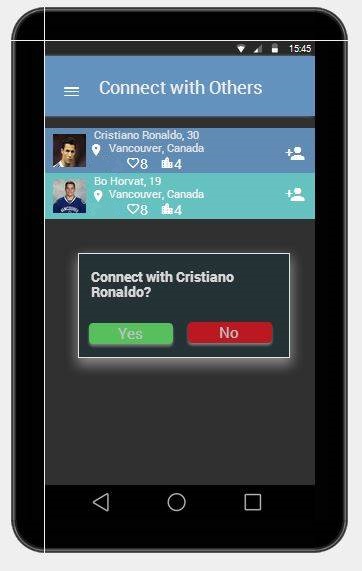 15:45
Connect with Others
Cristiano Ronaldo, 30
Vancouver, Canada
8 4
Bo Horvat, 19
Vancouver, Canada
8 4
Connect with Cristiano
Ronaldo?
Yes No